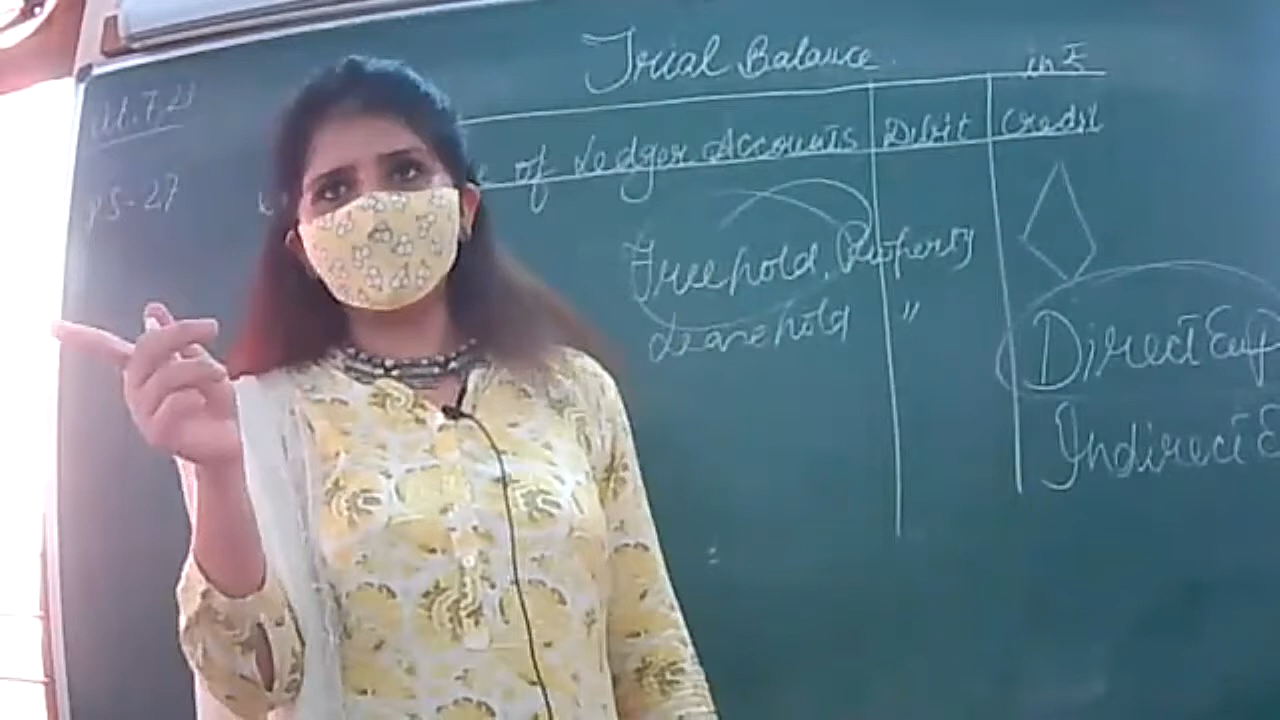 Trial Balance
in ₹
of Ledger Accounts Debit Credit
Freehold Property
Leasehold "
Direct Exp
Indirect E